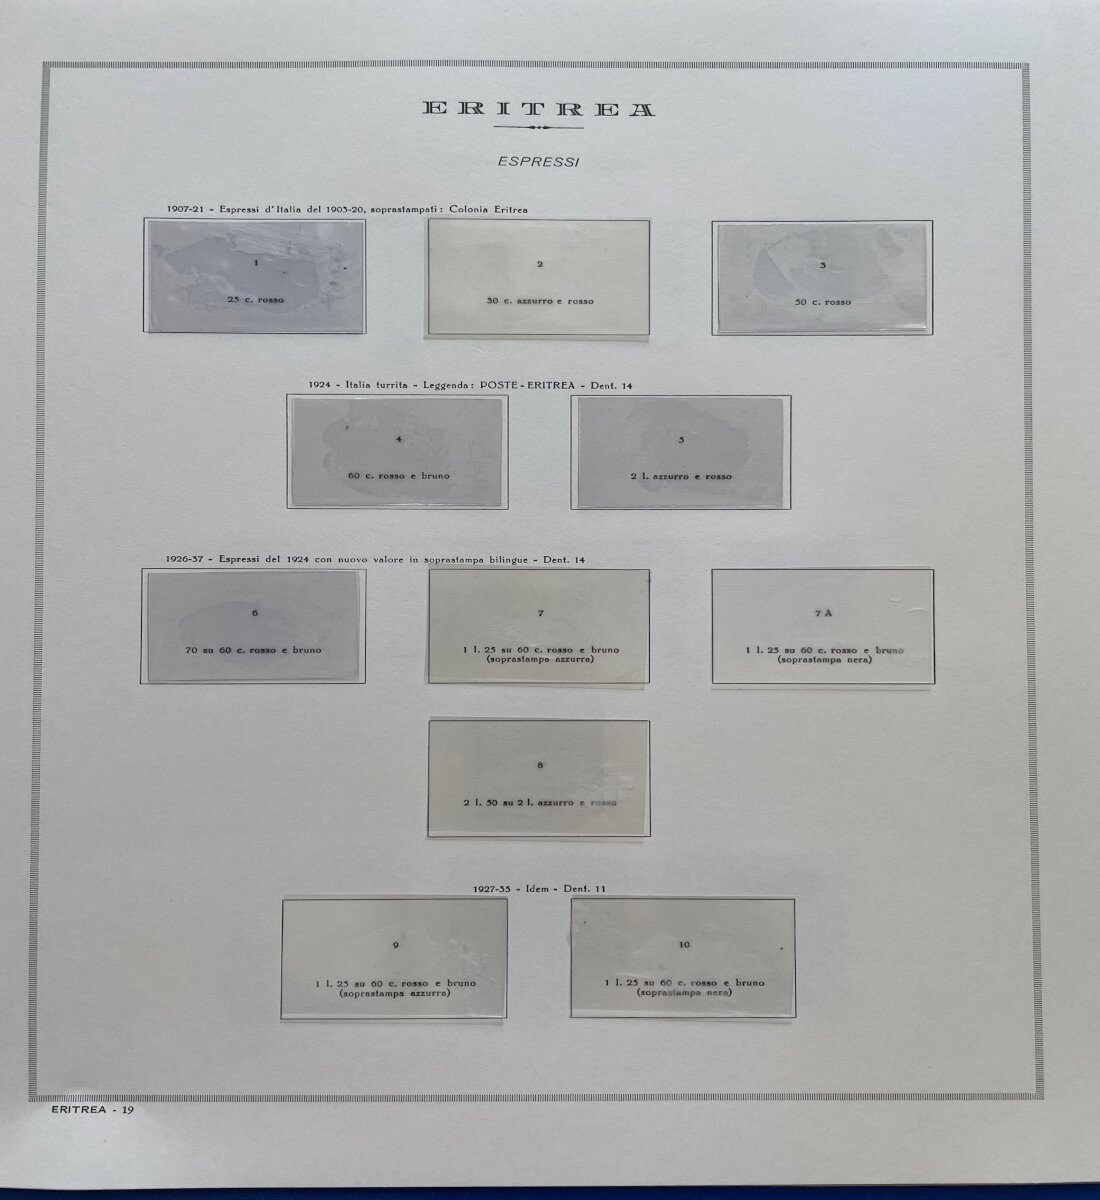 ERITREA
ESPRESSI
1907-21 - Espressi d'Italia del 1903-20, soprastampati: Colonia Eritrea
1
25 c. rosso
2
30 c. azzurro e rosso
3
50 c. rosso
1924 - Italia turrita - Leggenda: POSTE-ERITREA - Dent. 14
4
60 c. rosso e bruno
5
2 l. azzurro e rosso
1926-37 - Espressi del 1924 con nuovo valore in soprastampa bilingue - Dent. 14
6
70 su 60 c. rosso e bruno
7
1 l. 25 su 60 c. rosso e bruno
(soprastampa azzurra)
7 A
1 l. 25 su 60 c. rosso e bruno
(soprastampa nera)
8
2 l. 50 su 2 l. azzurro e rosso
1927-35 - Idem - Dent. 11
9
1 l. 25 su 60 c. rosso e bruno
(soprastampa azzurra)
10
1 l. 25 su 60 c. rosso e bruno
(soprastampa nera)
ERITREA - 19